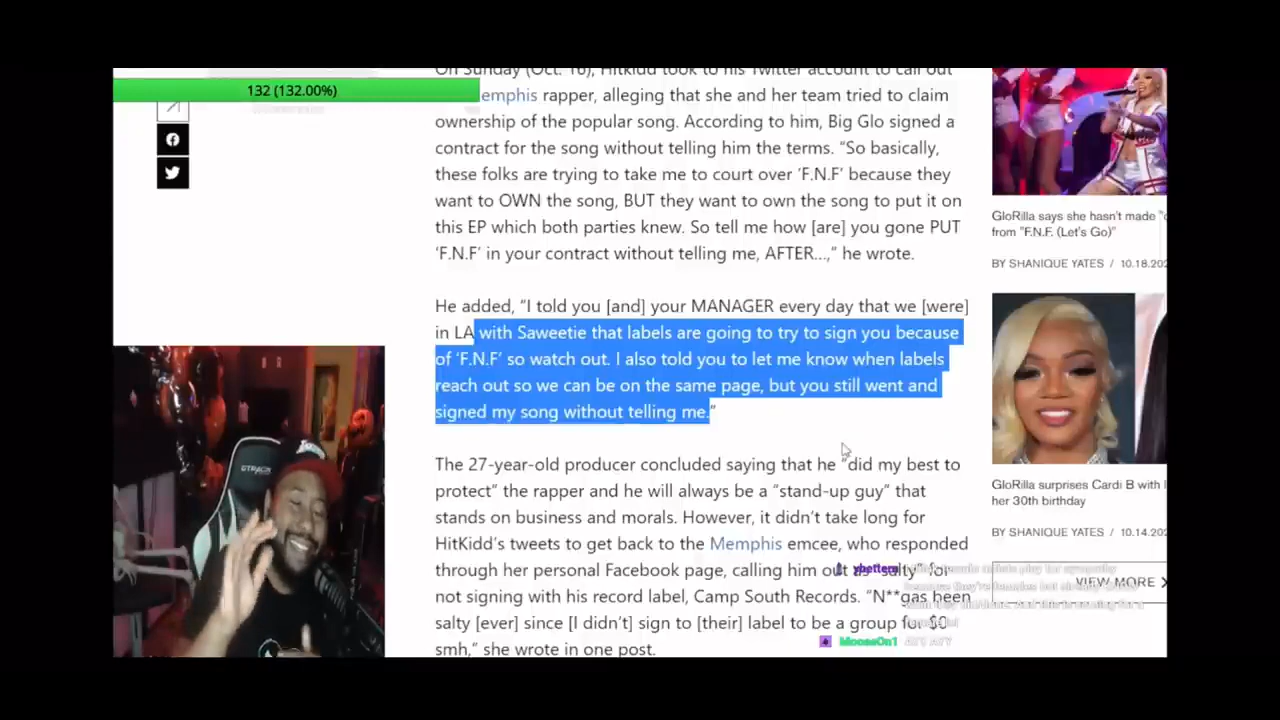 On Sunday (Oct. 16), HitKidd took to his Twitter account to call out
132 (132.00%)
emphis rapper, alleging that she and her team tried to claim
ownership of the popular song. According to him, Big Glo signed a
contract for the song without telling him the terms. “So basically,
these folks are trying to take me to court over ‘F.N.F’ because they
want to OWN the song, BUT they want to own the song to put it on
this EP which both parties knew. So tell me how [are] you gone PUT
‘F.N.F’ in your contract without telling me, AFTER…,” he wrote.
He added, “I told you [and] your MANAGER every day that we [were]
in LA with Saweetie that labels are going to try to sign you because
of ‘F.N.F’ so watch out. I also told you to let me know when labels
reach out so we can be on the same page, but you still went and
signed my song without telling me.”
The 27-year-old producer concluded saying that he “did my best to
protect” the rapper and he will always be a “stand-up guy” that
stands on business and morals. However, it didn’t take long for
HitKidd’s tweets to get back to the Memphis emcee, who responded
through her personal Facebook page, calling him out as “salty” for
not signing with his record label, Camp South Records. “N**gas been
salty [ever] since [I didn’t] sign to [their] label to be a group for $0
smh,” she wrote in one post.
GloRilla says she hasn't made "
from "F.N.F. (Let's Go)"
BY SHANIQUE YATES / 10.18.202
GloRilla surprises Cardi B with
her 30th birthday
BY SHANIQUE YATES / 10.14.202
VIEW MORE
MooseOn1
GTRACING